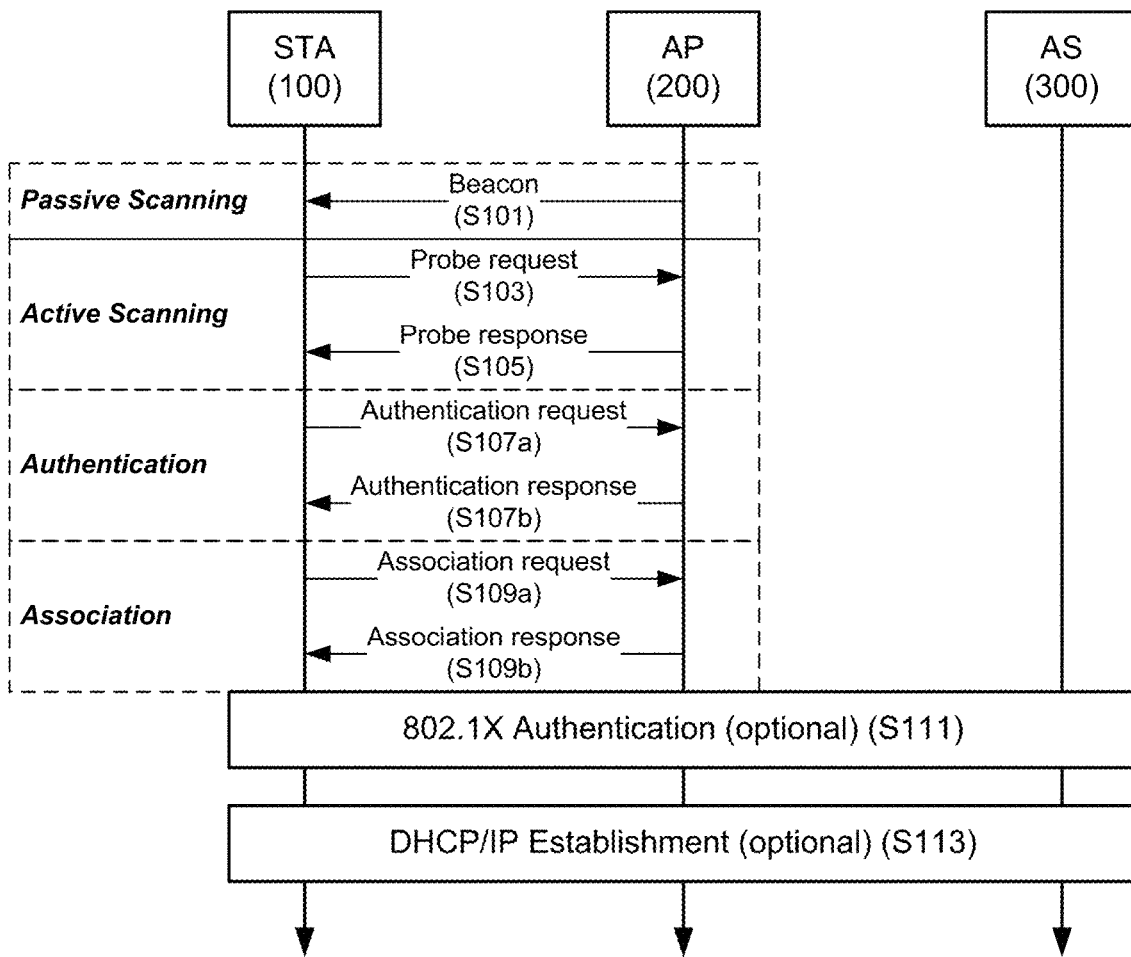 STA
(100)
AP
(200)
AS
(300)
Passive Scanning
Beacon
(S101)
Active Scanning
Probe request
(S103)
Probe response
(S105)
Authentication
Authentication request
(S107a)
Authentication response
(S107b)
Association
Association request
(S109a)
Association response
(S109b)
802.1X Authentication (optional) (S111)
DHCP/IP Establishment (optional) (S113)